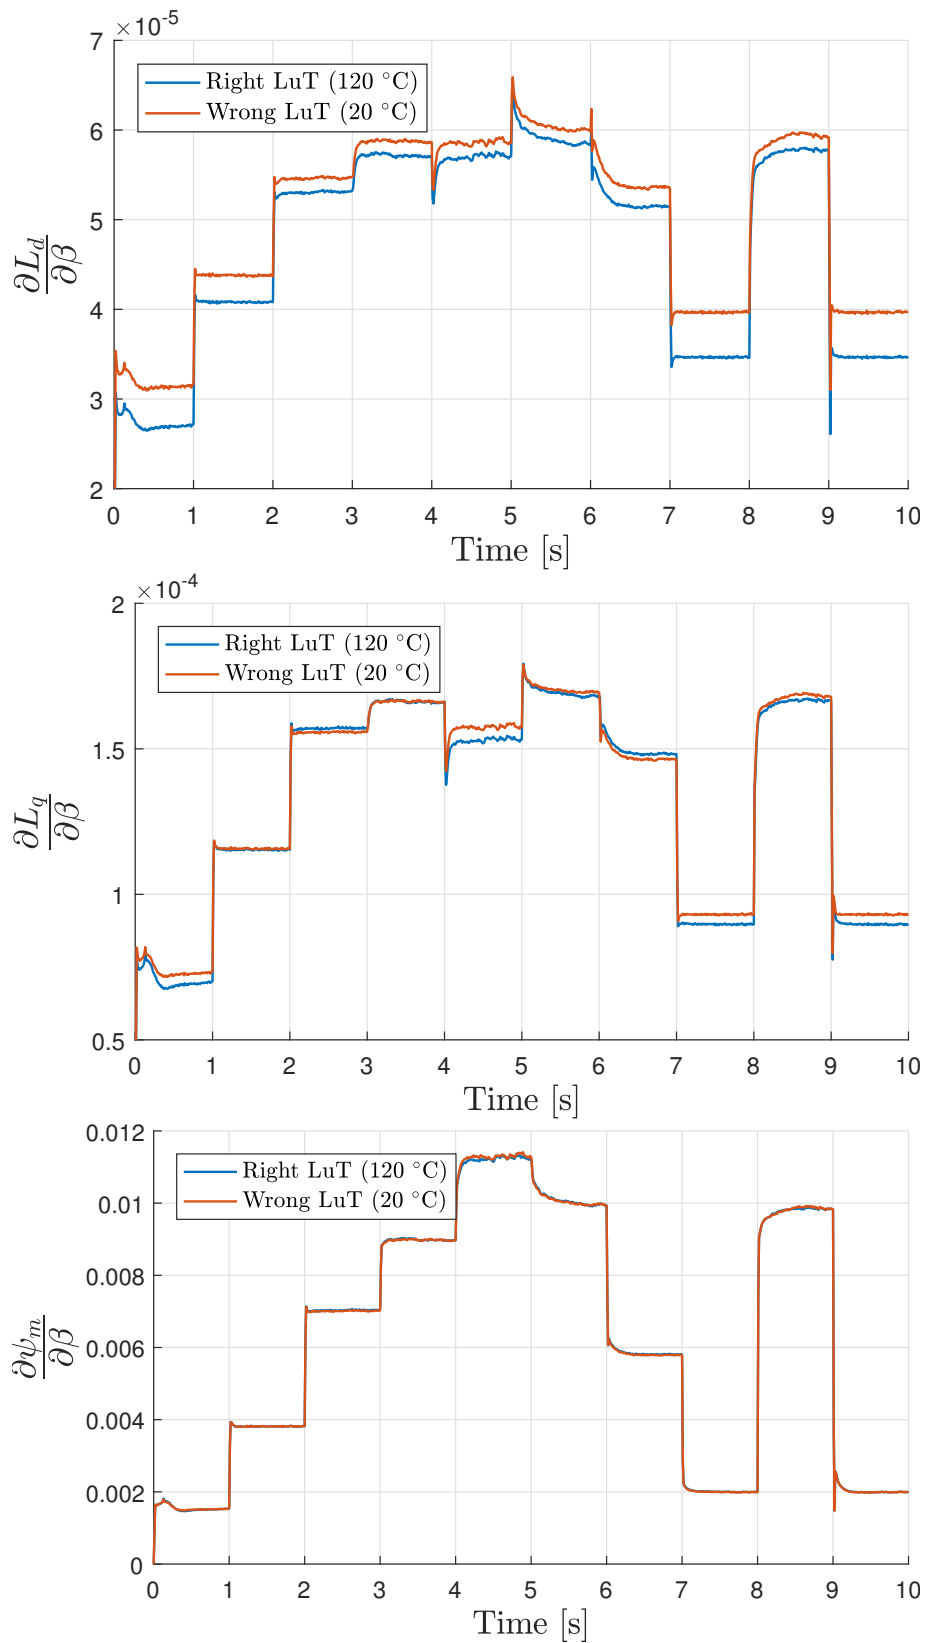 ×10-5
7
6
5
4
3
2
Right LuT (120 °C)
Wrong LuT (20 °C)
∂L_d
∂β
0 1 2 3 4 5 6 7 8 9 10
Time [s]
×10-4
2
1.5
1
0.5
Right LuT (120 °C)
Wrong LuT (20 °C)
∂L_q
∂β
0 1 2 3 4 5 6 7 8 9 10
Time [s]
0.012
0.01
0.008
0.006
0.004
0.002
0
Right LuT (120 °C)
Wrong LuT (20 °C)
∂ψ_m
∂β
0 1 2 3 4 5 6 7 8 9 10
Time [s]